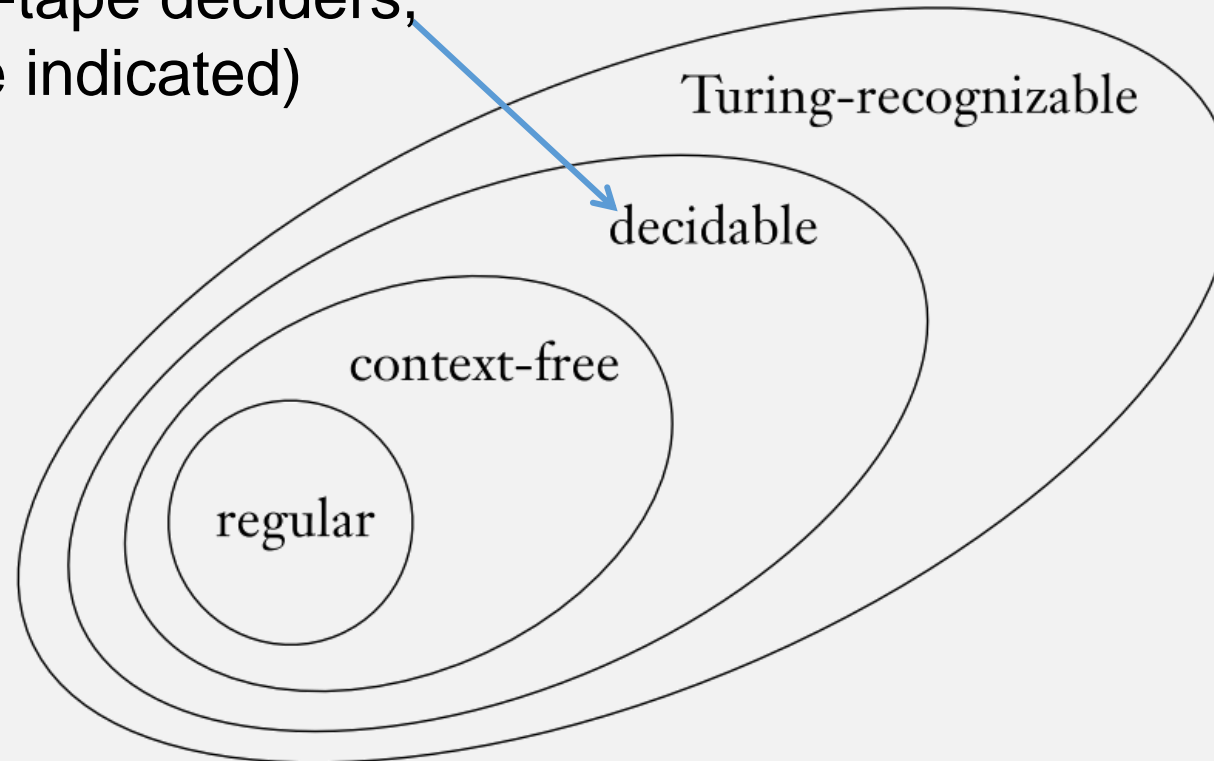 -tape deciders,
indicated)
Turing-recognizable
decidable
context-free
regular